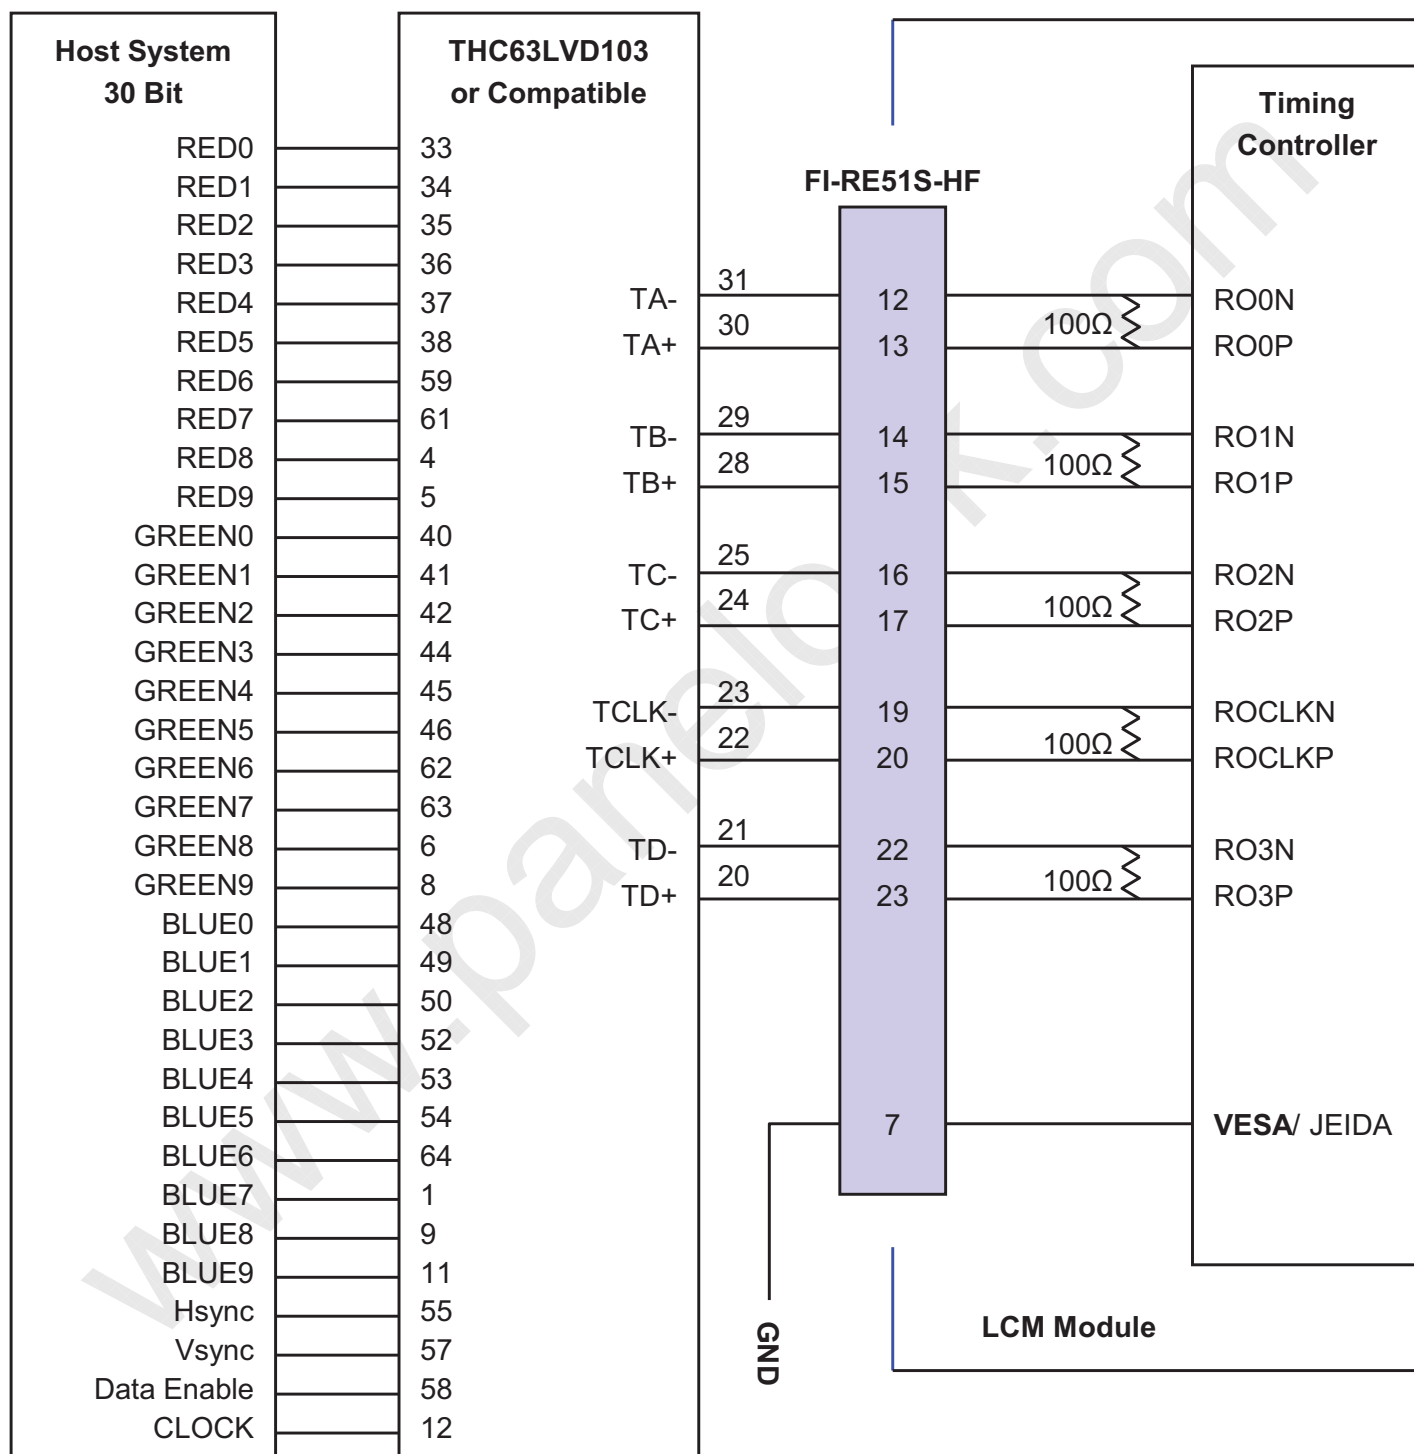 Host System
30 Bit
RED0
RED1
RED2
RED3
RED4
RED5
RED6
RED7
RED8
RED9
GREEN0
GREEN1
GREEN2
GREEN3
GREEN4
GREEN5
GREEN6
GREEN7
GREEN8
GREEN9
BLUE0
BLUE1
BLUE2
BLUE3
BLUE4
BLUE5
BLUE6
BLUE7
BLUE8
BLUE9
Hsync
Vsync
Data Enable
CLOCK
THC63LVD103
or Compatible
33
34
35
36
37
38
59
61
4
5
40
41
42
44
45
46
62
63
6
8
48
49
50
52
53
54
64
1
9
11
55
57
58
12
TA-
TA+
TB-
TB+
TC-
TC+
TCLK-
TCLK+
TD-
TD+
31
30
29
28
25
24
23
22
21
20
FI-RE51S-HF
12
13
14
15
16
17
19
20
22
23
7
GND
100Ω
100Ω
100Ω
100Ω
100Ω
Timing
Controller
RO0N
RO0P
RO1N
RO1P
RO2N
RO2P
ROCLKN
ROCLKP
RO3N
RO3P
VESA/ JEIDA
LCM Module